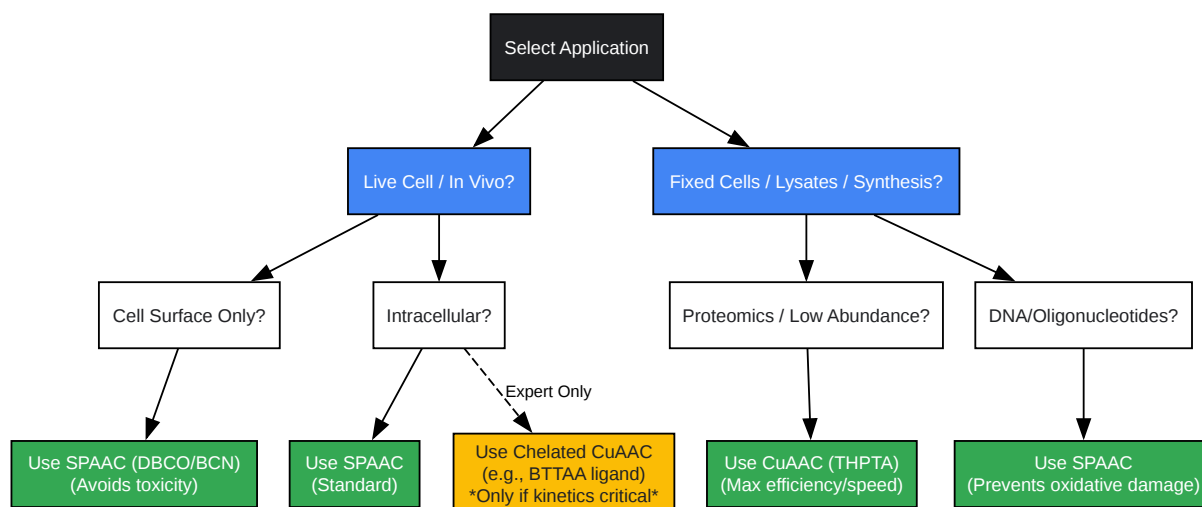 Select Application
Live Cell / In Vivo?
Fixed Cells / Lysates / Synthesis?
Cell Surface Only?
Intracellular?
Proteomics / Low Abundance?
DNA/Oligonucleotides?
Expert Only
Use SPAAC (DBCO/BCN)
(Avoids toxicity)
Use SPAAC
(Standard)
Use Chelated CuAAC
(e.g., BTTAA ligand)
*Only if kinetics critical*
Use CuAAC (THPTA)
(Max efficiency/speed)
Use SPAAC
(Prevents oxidative damage)